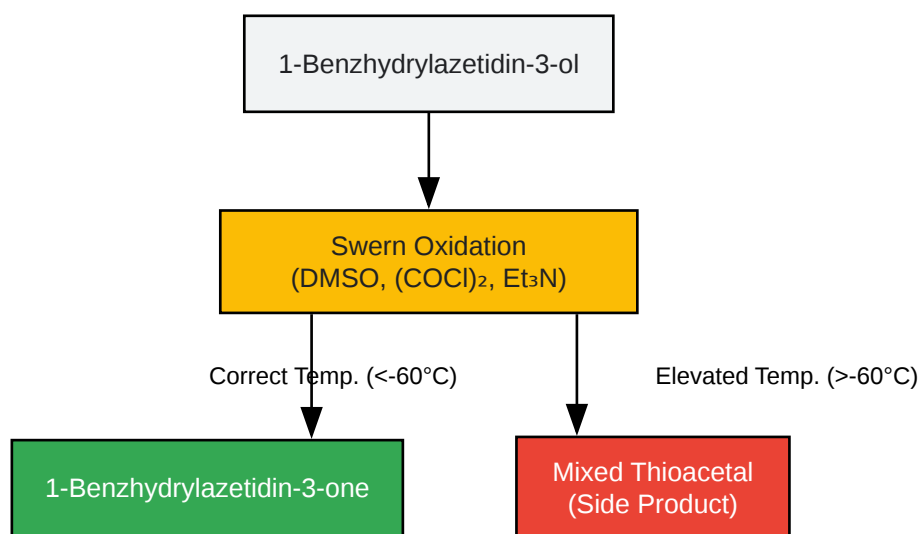 1-Benzhydrylazetidin-3-ol
Swern Oxidation
(DMSO, (COCl)₂, Et₃N)
Correct Temp. (<-60°C)
Elevated Temp. (>-60°C)
1-Benzhydrylazetidin-3-one
Mixed Thioacetal
(Side Product)